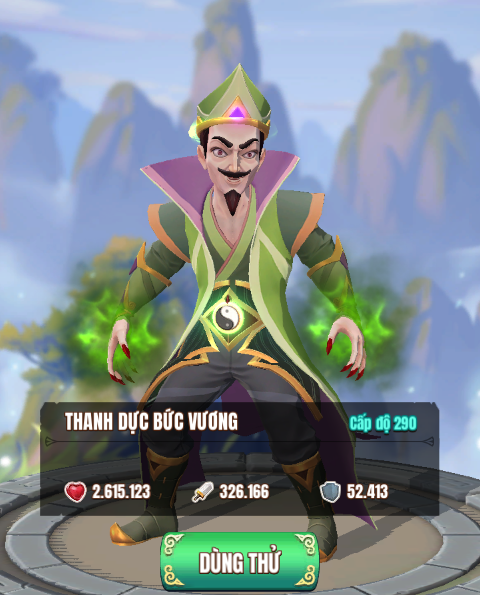 THANH DỰC BỨC VƯƠNG
Cấp độ 290
2.615.123 326.166 52.413
DÙNG THỬ